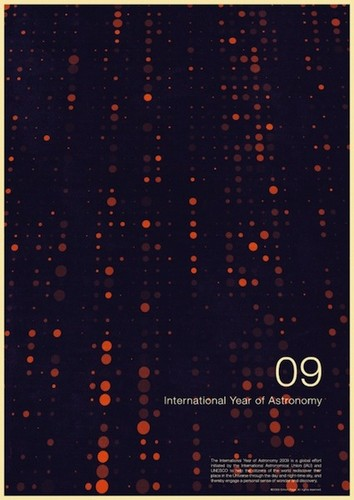 09
International Year of Astronomy
The International Year of Astronomy 2009 is a global effort
initiated by the International Astronomical Union (IAU) and
UNESCO to help the citizens of the world rediscover their
place in the Universe through the day- and night-time sky, and
thereby engage a personal sense of wonder and discovery.